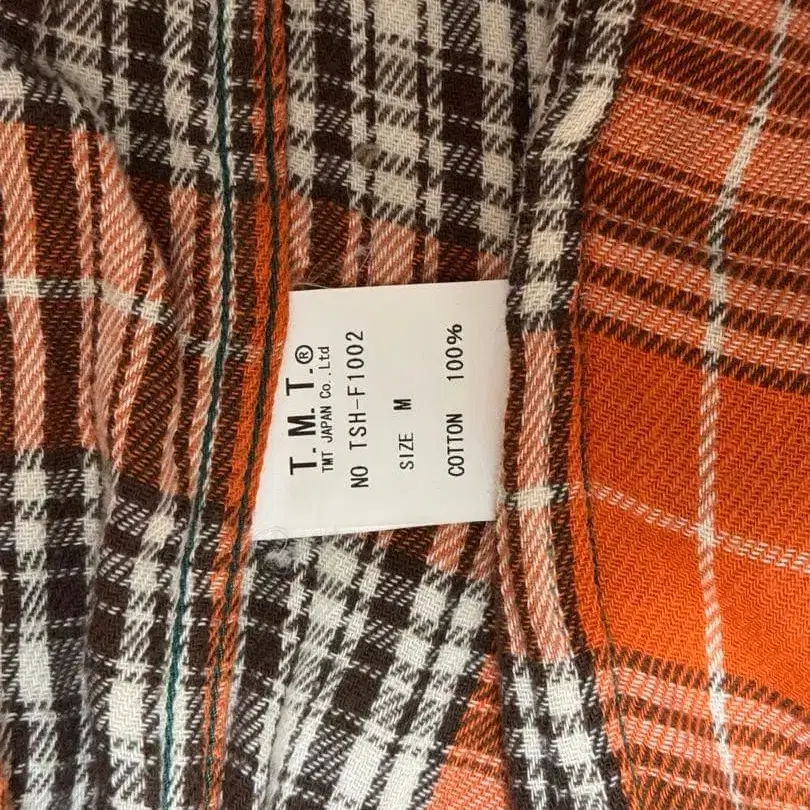 T.M.T.®
TMT JAPAN Co.,Ltd
NO TSH-F1002
SIZE M
COTTON 100%